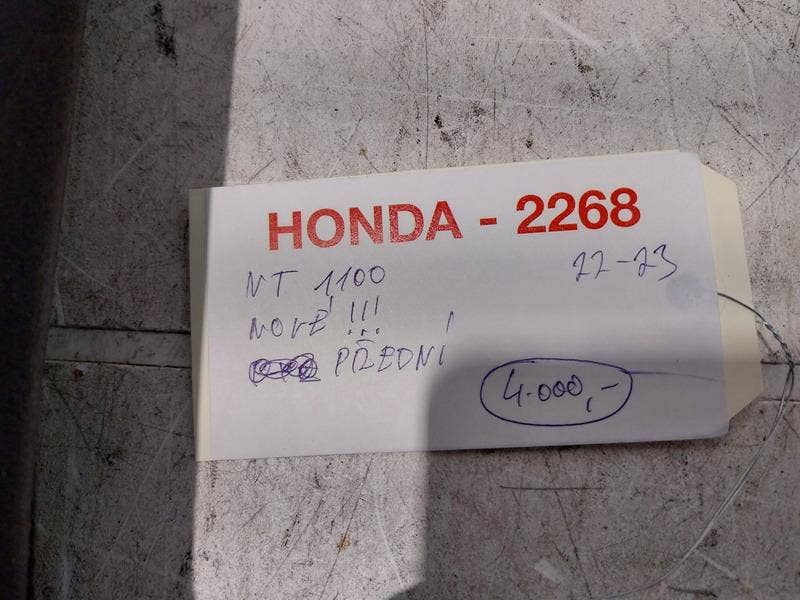 HONDA - 2268
NT 1100 22-23
NOVÉ !!!
PŘEDNÍ
4.000,-